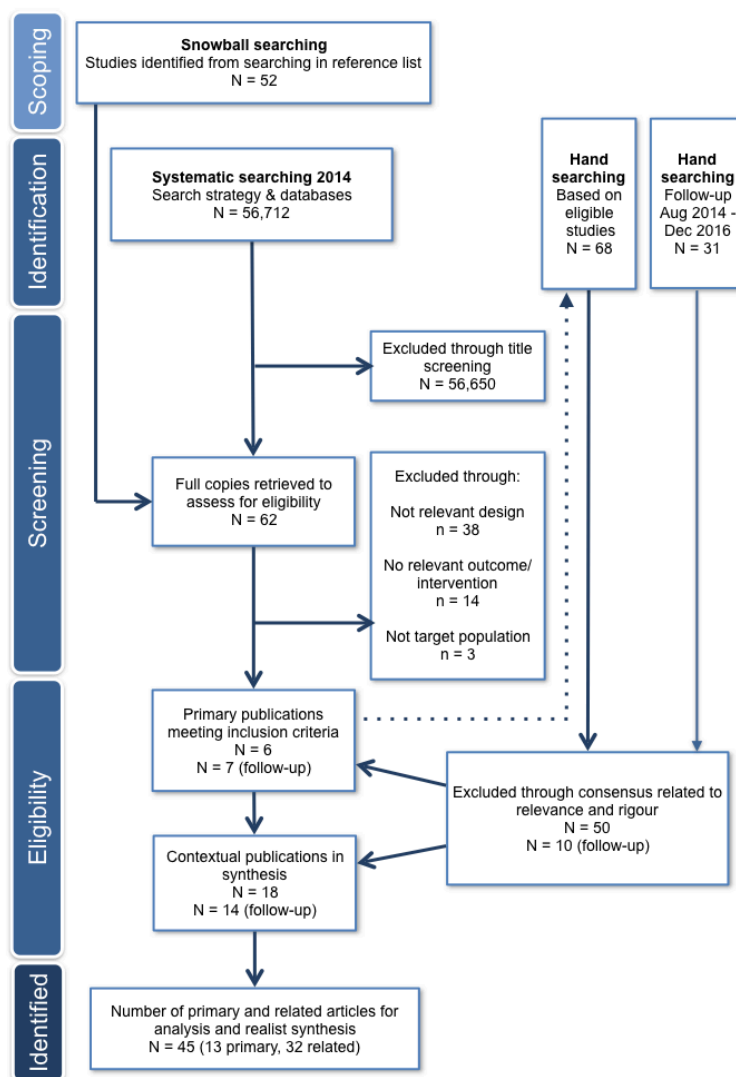 Scoping
Snowball searching
Studies identified from searching in reference list
N = 52
Identification
Systematic searching 2014
Search strategy & databases
N = 56,712
Hand
searching
Based on
eligible
studies
N = 68
Hand
searching
Follow-up
Aug 2014 -
Dec 2016
N = 31
Screening
Excluded through title
screening
N = 56,650
Full copies retrieved to
assess for eligibility
N = 62
Excluded through:
Not relevant design
n = 38
No relevant outcome/
intervention
n = 14
Not target population
n = 3
Eligibility
Primary publications
meeting inclusion criteria
N = 6
N = 7 (follow-up)
Excluded through consensus related to
relevance and rigour
N = 50
N = 10 (follow-up)
Contextual publications in
synthesis
N = 18
N = 14 (follow-up)
Identified
Number of primary and related articles for
analysis and realist synthesis
N = 45 (13 primary, 32 related)